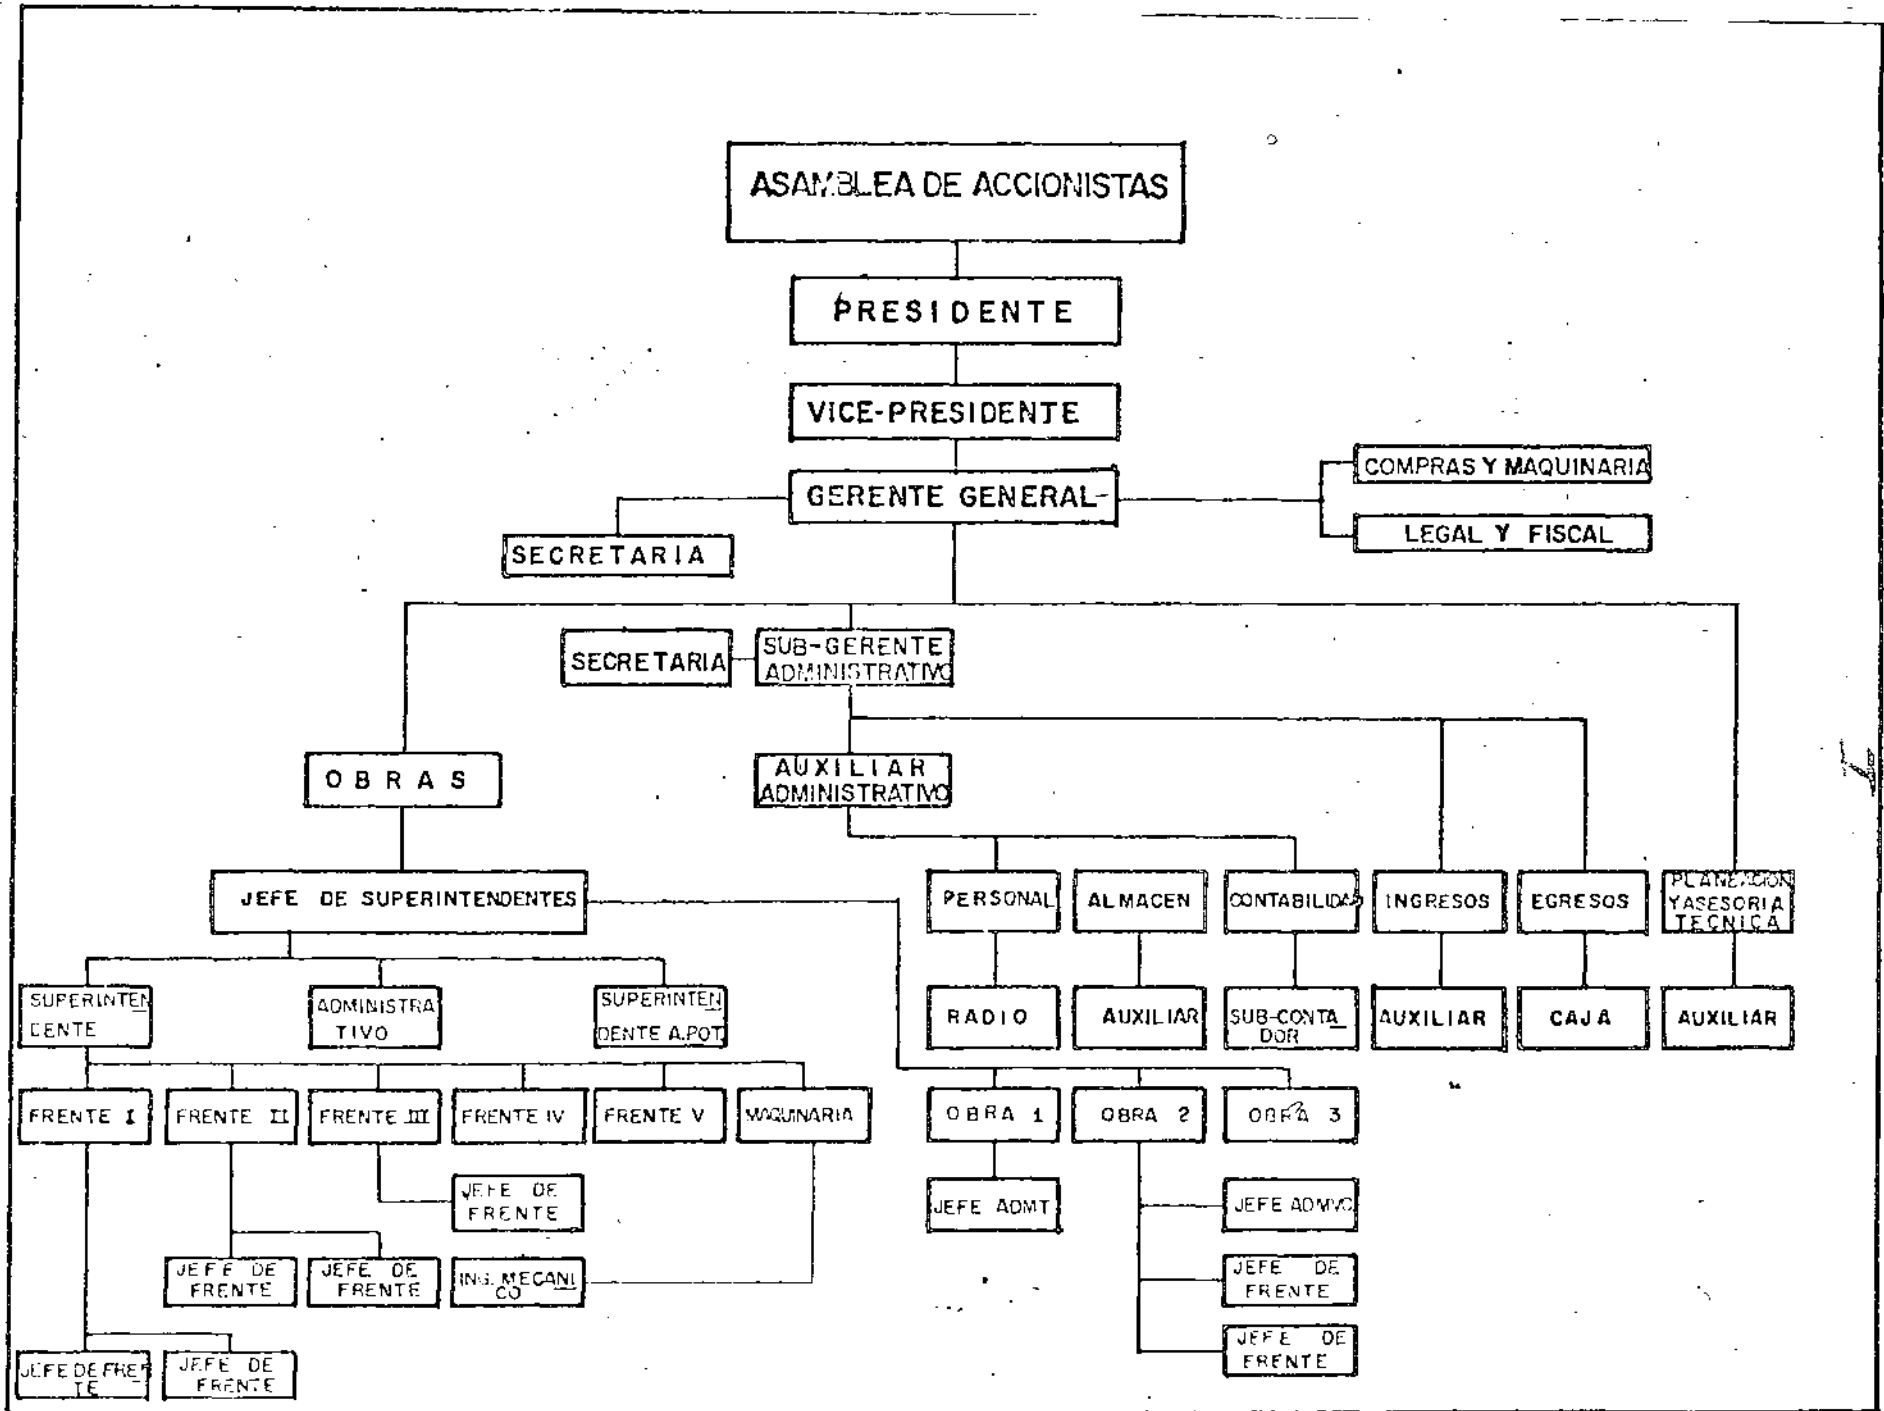 ASAMBLEA DE ACCIONISTAS
PRESIDENTE
VICE-PRESIDENTE
GERENTE GENERAL
COMPRAS Y MAQUINARIA
LEGAL Y FISCAL
SECRETARIA
SECRETARIA
SUB-GERENTE
ADMINISTRATIVO
OBRAS
AUXILIAR
ADMINISTRATIVO
JEFE DE SUPERINTENDENTES
PERSONAL
ALMACEN
CONTABILIDAD
INGRESOS
EGRESOS
PLANEACION
Y ASESORIA
TECNICA
SUPERINTEN
DENTE
ADMINISTRA
TIVO
SUPERINTEN
DENTE A.POT.
RADIO
AUXILIAR
SUB-CONTA
DOR
AUXILIAR
CAJA
AUXILIAR
FRENTE I
FRENTE II
FRENTE III
FRENTE IV
FRENTE V
MAQUINARIA
OBRA 1
OBRA 2
OBRA 3
JEFE DE
FRENTE
JEFE ADMT
JEFE ADMVO
JEFE DE
FRENTE
JEFE DE
FRENTE
ING. MECANI
CO
JEFE DE
FRENTE
JEFE DE FREN
TE
JEFE DE
FRENTE
JEFE DE
FRENTE